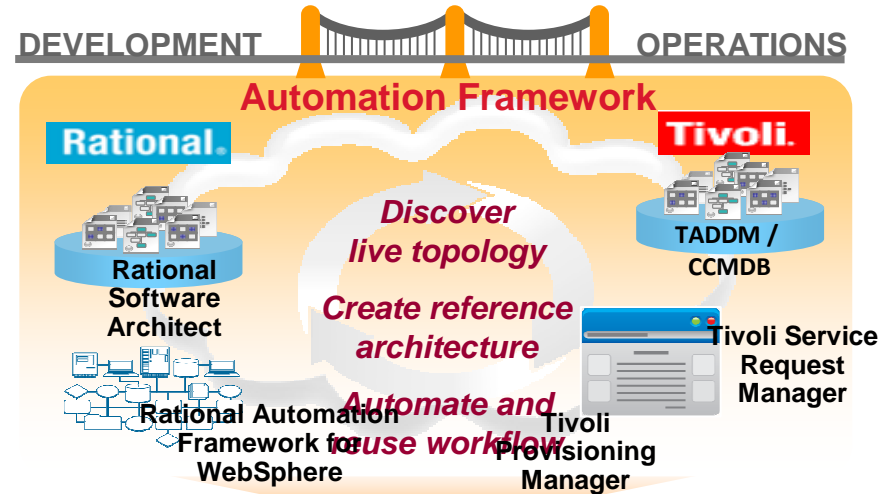 DEVELOPMENT
OPERATIONS
Automation Framework
Rational.
Tivoli.
Discover
live topology
TADDM /
CCMDB
Rational
Software
Architect
Create reference
architecture
Tivoli Service
Request
Manager
Automate and
reuse workflow
Rational Automation
Framework for
WebSphere
Tivoli
Provisioning
Manager